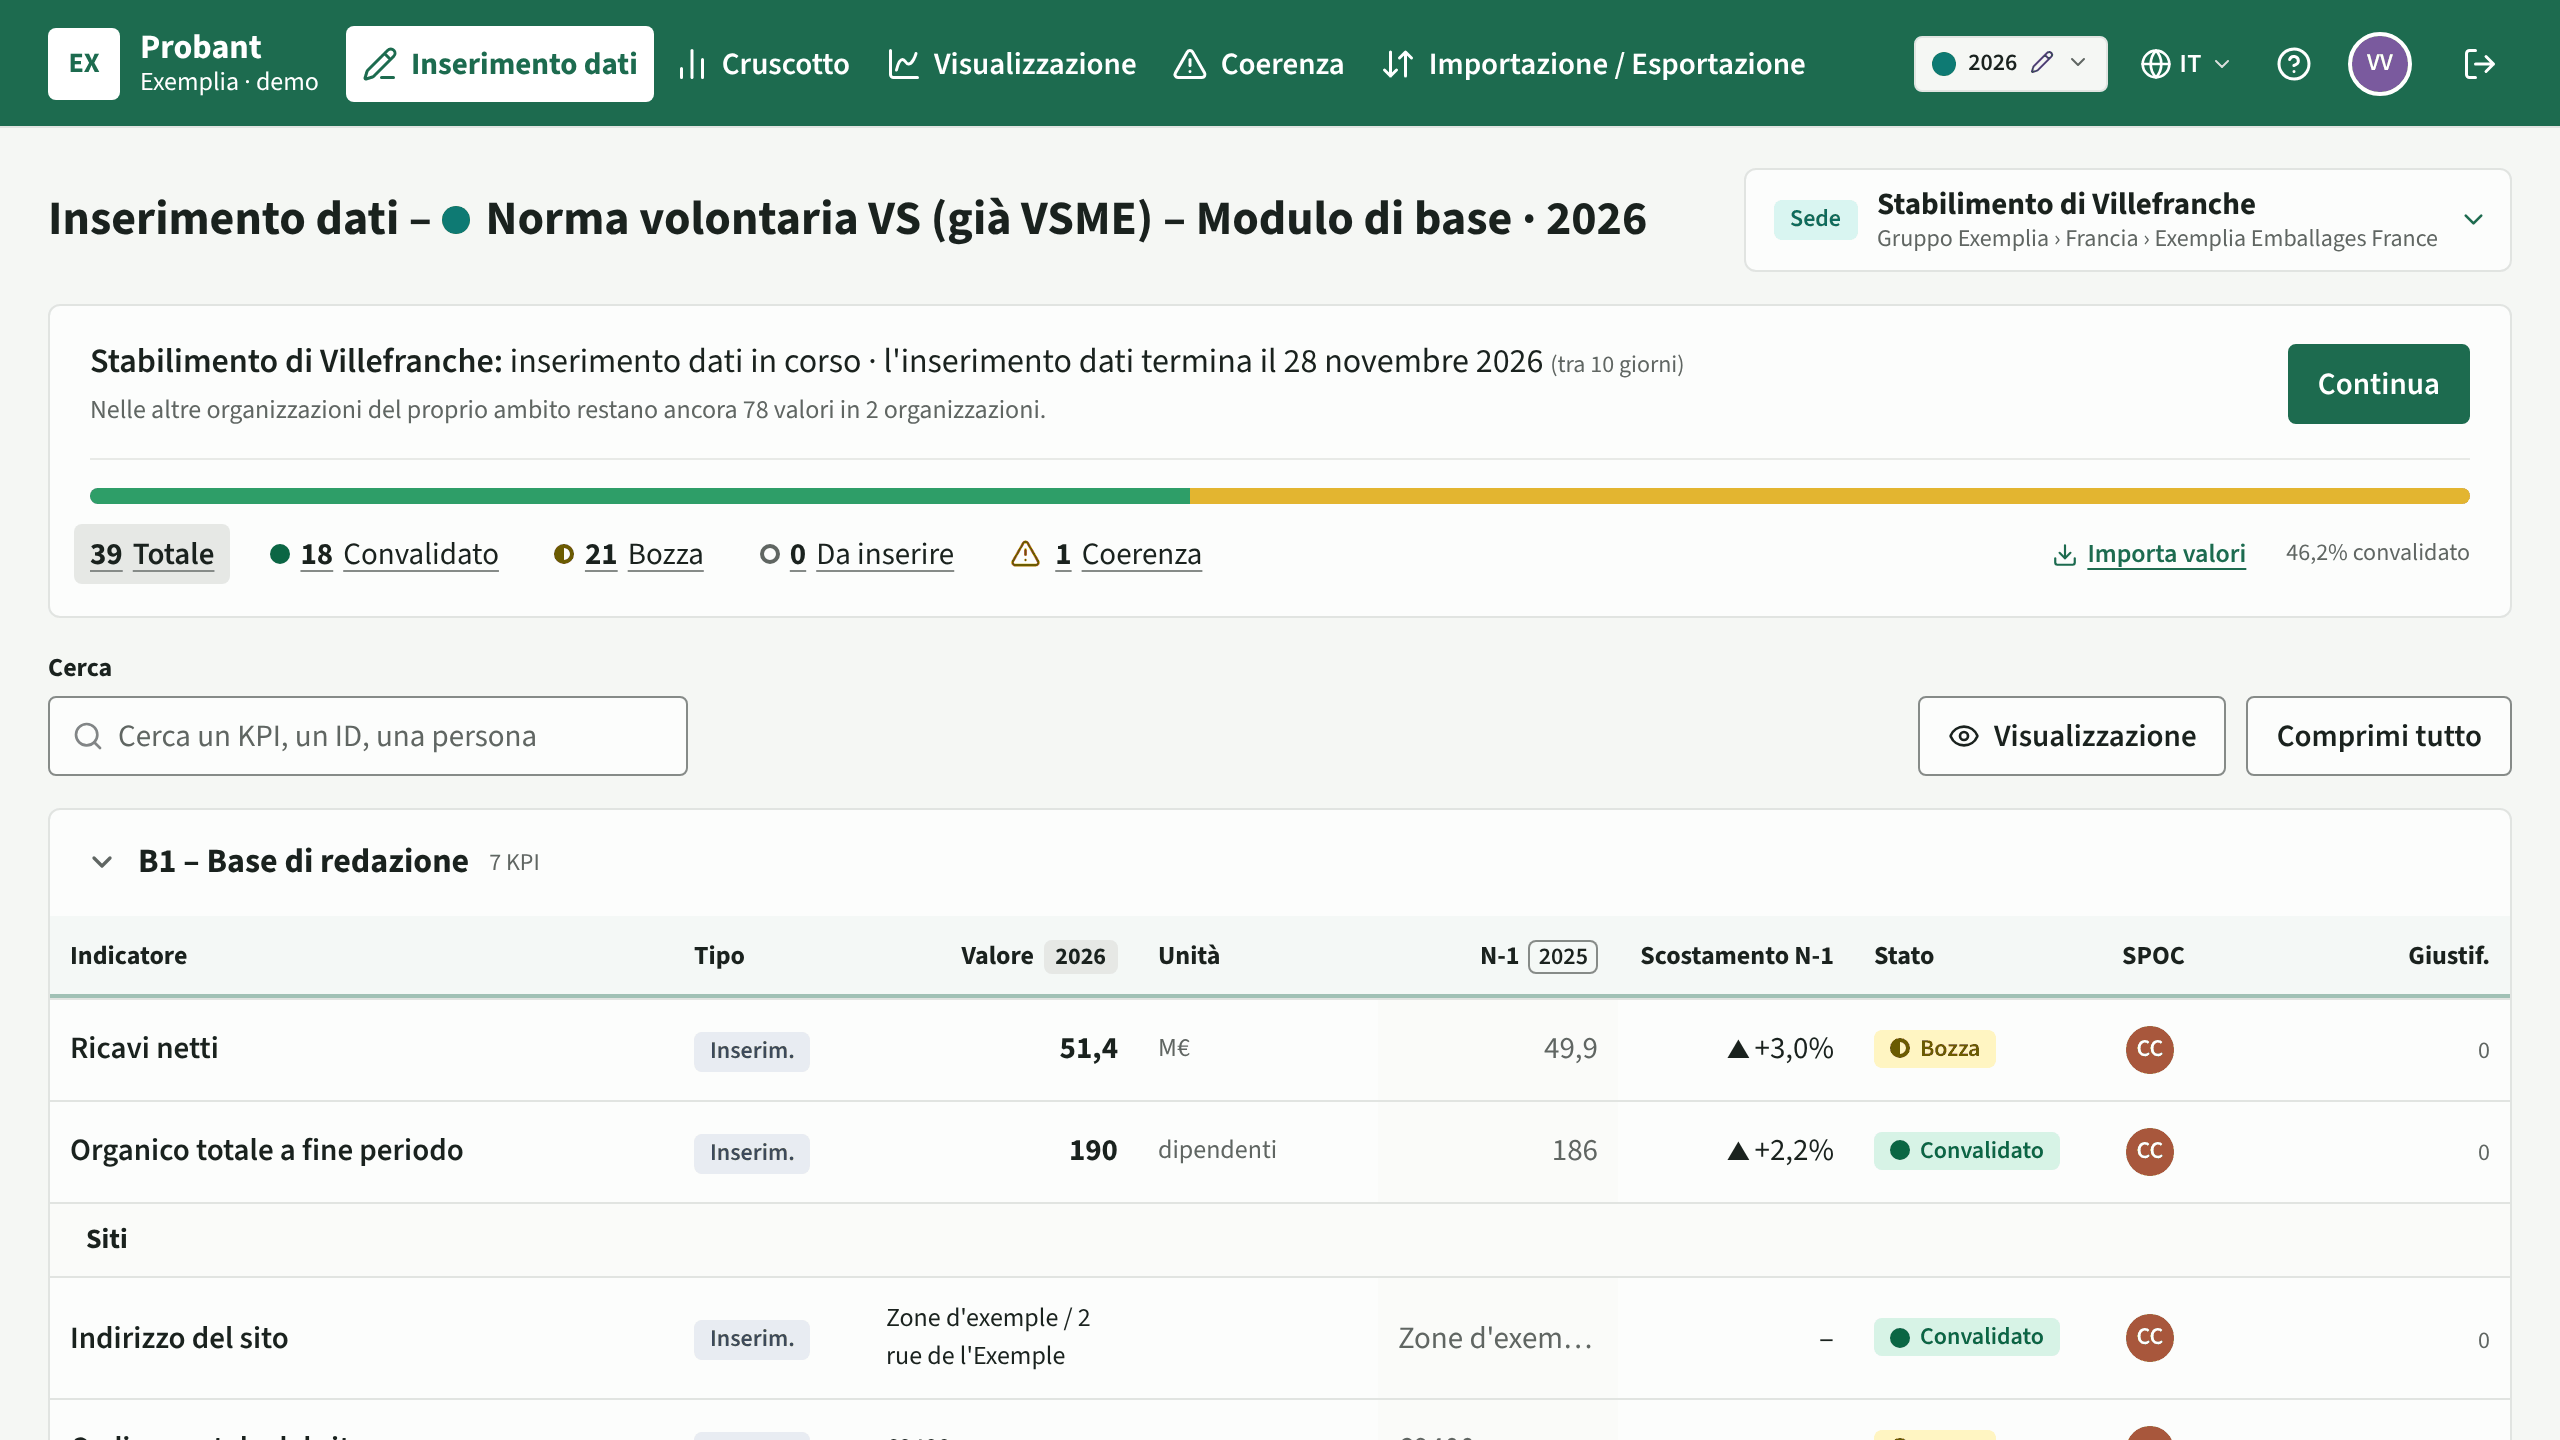 EX
Probant
Exemplia · demo
Inserimento dati
Cruscotto
Visualizzazione
Coerenza
Importazione / Esportazione
2026
IT
VV
Inserimento dati – Norma volontaria VS (già VSME) – Modulo di base · 2026
Sede
Stabilimento di Villefranche
Gruppo Exemplia › Francia › Exemplia Emballages France
Stabilimento di Villefranche: inserimento dati in corso · l'inserimento dati termina il 28 novembre 2026 (tra 10 giorni)
Nelle altre organizzazioni del proprio ambito restano ancora 78 valori in 2 organizzazioni.
Continua
39 Totale
18 Convalidato
21 Bozza
0 Da inserire
1 Coerenza
Importa valori
46,2% convalidato
Cerca
Cerca un KPI, un ID, una persona
Visualizzazione
Comprimi tutto
B1 – Base di redazione 7 KPI
Indicatore Tipo Valore 2026 Unità N-1 2025 Scostamento N-1 Stato SPOC Giustif.
Ricavi netti Inserim. 51,4 M€ 49,9 ▲+3,0% Bozza CC 0
Organico totale a fine periodo Inserim. 190 dipendenti 186 ▲+2,2% Convalidato CC 0
Siti
Indirizzo del sito Inserim. Zone d'exemple / 2
rue de l'Exemple
Zone d'exem… – Convalidato CC 0